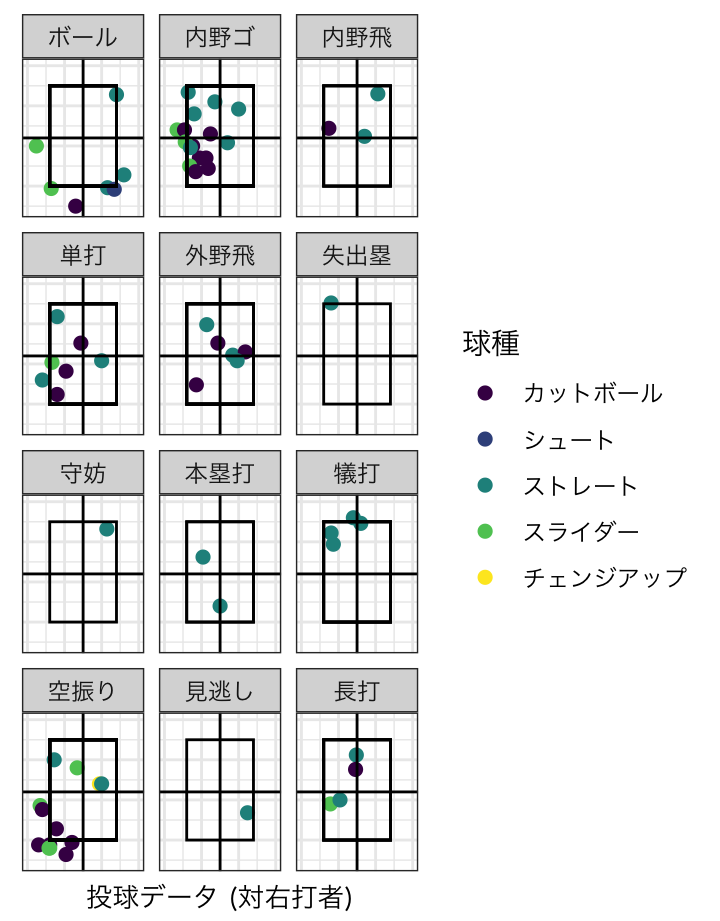 ボール
内野ゴ
内野飛
単打
外野飛
失出塁
守妨
本塁打
犠打
空振り
見逃し
長打
球種
カットボール
シュート
ストレート
スライダー
チェンジアップ
投球データ (対右打者)